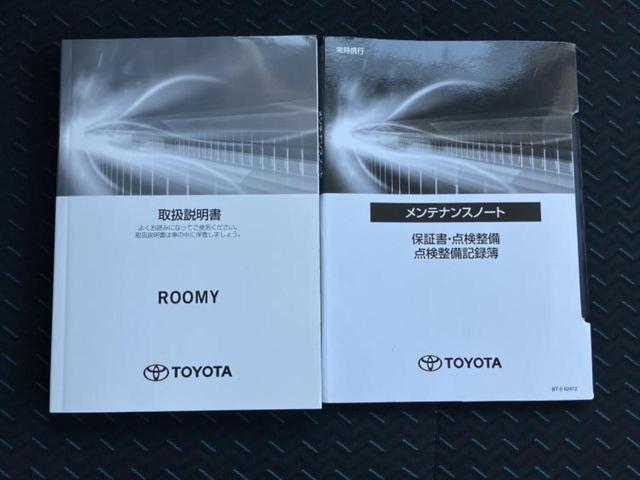 取扱説明書
よくお読みになってご使用ください。
取扱説明書は車の中に保管しましょう。
ROOMY
TOYOTA
常時携行
メンテナンスノート
保証書・点検整備
点検整備記録簿
TOYOTA